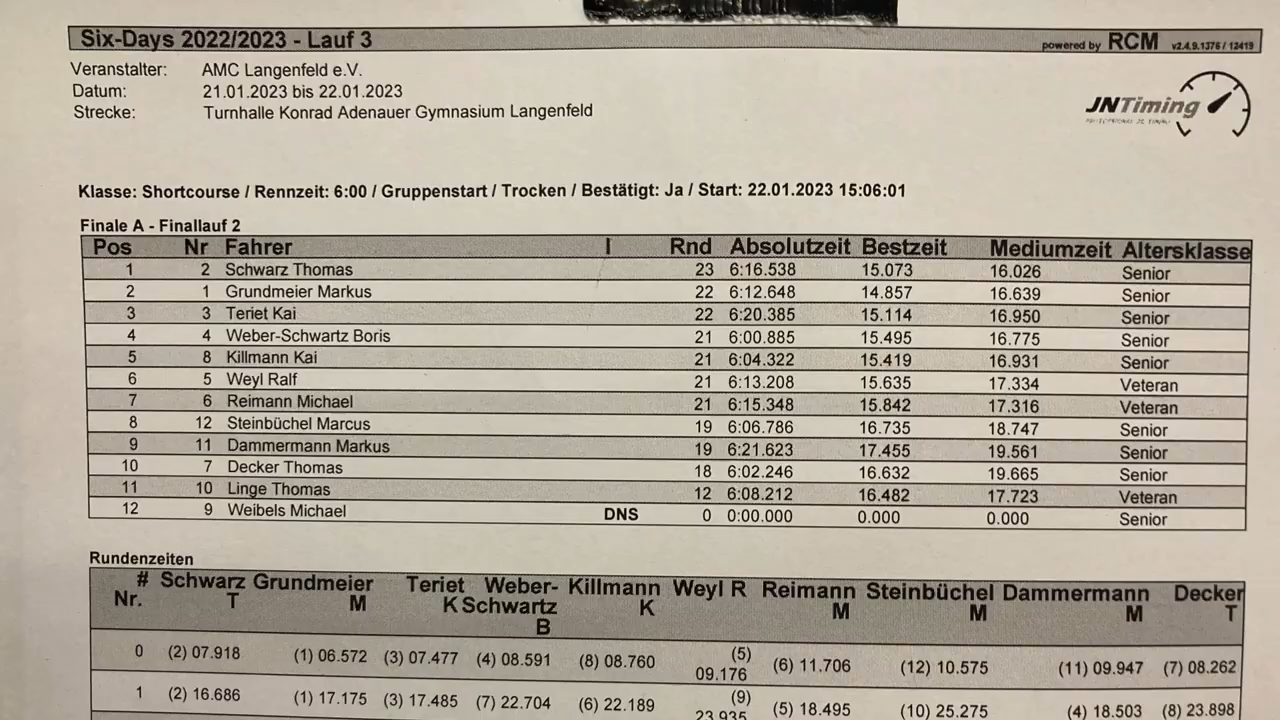 Six-Days 2022/2023 - Lauf 3 powered by RCM v2.4.9.1376 / 12419
Veranstalter: AMC Langenfeld e.V.
Datum: 21.01.2023 bis 22.01.2023
Strecke: Turnhalle Konrad Adenauer Gymnasium Langenfeld
JNTiming
Klasse: Shortcourse / Rennzeit: 6:00 / Gruppenstart / Trocken / Bestätigt: Ja / Start: 22.01.2023 15:06:01
Finale A - Finallauf 2
Pos Nr Fahrer I Rnd Absolutzeit Bestzeit Mediumzeit Altersklasse
1 2 Schwarz Thomas 23 6:16.538 15.073 16.026 Senior
2 1 Grundmeier Markus 22 6:12.648 14.857 16.639 Senior
3 3 Teriet Kai 22 6:20.385 15.114 16.950 Senior
4 4 Weber-Schwartz Boris 21 6:00.885 15.495 16.775 Senior
5 8 Killmann Kai 21 6:04.322 15.419 16.931 Senior
6 5 Weyl Ralf 21 6:13.208 15.635 17.334 Veteran
7 6 Reimann Michael 21 6:15.348 15.842 17.316 Veteran
8 12 Steinbüchel Marcus 19 6:06.786 16.735 18.747 Senior
9 11 Dammermann Markus 19 6:21.623 17.455 19.561 Senior
10 7 Decker Thomas 18 6:02.246 16.632 19.665 Senior
11 10 Linge Thomas 12 6:08.212 16.482 17.723 Veteran
12 9 Weibels Michael DNS 0 0:00.000 0.000 0.000 Senior
Rundenzeiten
# Schwarz Grundmeier Teriet Weber- Killmann Weyl R Reimann Steinbüchel Dammermann Decker
Nr. T M K Schwartz K M M M T
B
0 (2) 07.918 (1) 06.572 (3) 07.477 (4) 08.591 (8) 08.760 (5) (6) 11.706 (12) 10.575 (11) 09.947 (7) 08.262
09.176
1 (2) 16.686 (1) 17.175 (3) 17.485 (7) 22.704 (6) 22.189 (9) (5) 18.495 (10) 25.275 (4) 18.503 (8) 23.898
23.935